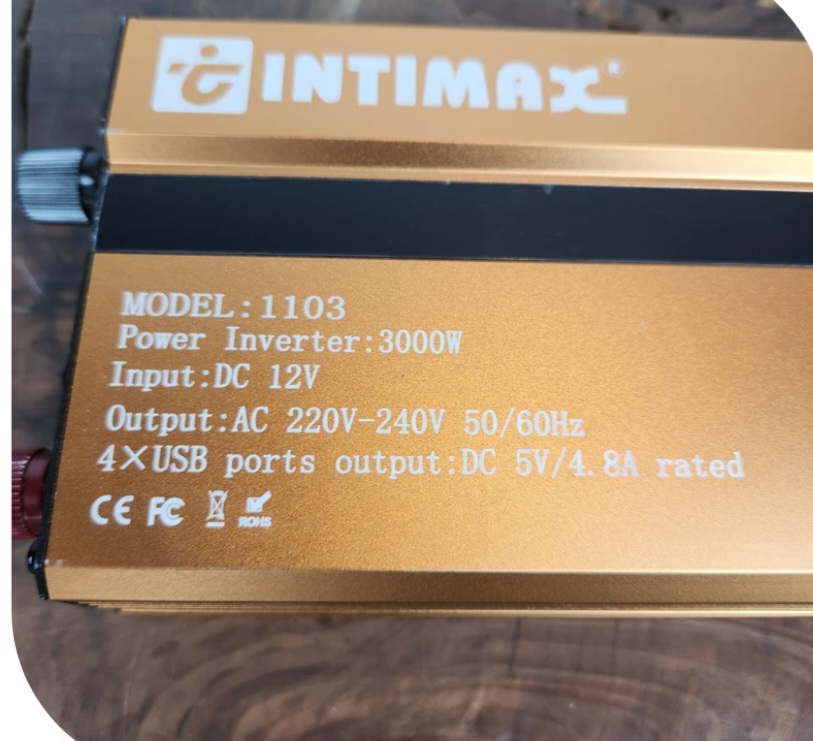 INTIMAX
MODEL:1103
Power Inverter:3000W
Input:DC 12V
Output:AC 220V-240V 50/60Hz
4×USB ports output:DC 5V/4.8A rated
CE FC ROHS